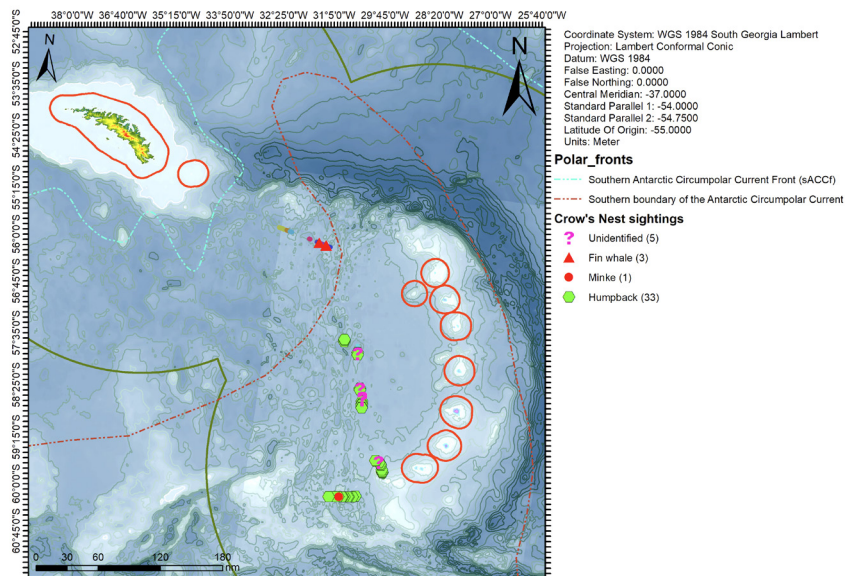 38°0'0"W 36°40'0"W 35°15'0"W 32°25'0"W 31°5'0"W 29°45'0"W 28°20'0"W 27°0'0"W 25°40'0"W
52°45'0"S
53°35'0"S
54°25'0"S
55°15'0"S
56°0'0"S
56°45'0"S
57°35'0"S
58°25'0"S
59°15'0"S
60°0'0"S
60°45'0"S
N
N
0 30 60 120 180
nm
Coordinate System: WGS 1984 South Georgia Lambert
Projection: Lambert Conformal Conic
Datum: WGS 1984
False Easting: 0.0000
False Northing: 0.0000
Central Meridian: -37.0000
Standard Parallel 1: -54.0000
Standard Parallel 2: -54.7500
Latitude Of Origin: -55.0000
Units: Meter
Polar_fronts
Southern Antarctic Circumpolar Current Front (sACCf)
Southern boundary of the Antarctic Circumpolar Current
Crow's Nest sightings
? Unidentified (5)
Fin whale (3)
Minke (1)
Humpback (33)